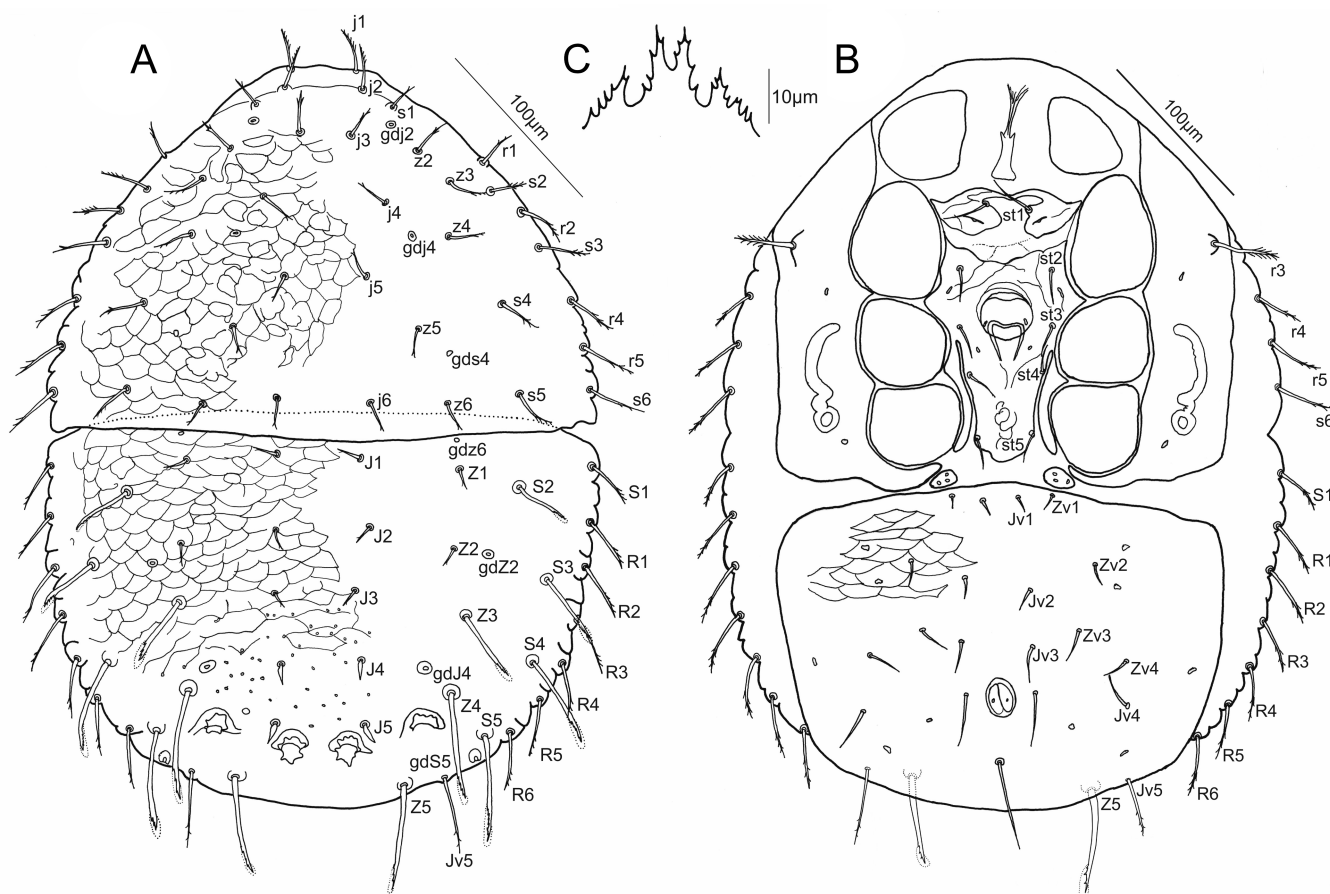 A
C
B
10µm
100µm
100µm
j1
j2
s1
j3
gdj2
z2
r1
z3
s2
j4
r2
gdj4
z4
s3
j5
s4
r4
z5
gds4
r5
j6
z6
s5
s6
gdz6
J1
Z1
S2
S1
J2
Z2
gdZ2
R1
S3
R2
J3
Z3
S4
R3
J4
gdJ4
Z4
R4
J5
S5
R5
gdS5
R6
Z5
Jv5
st1
st2
r3
st3
r4
st4
r5
s6
st5
S1
Jv1
Zv1
R1
Zv2
R2
Jv2
Zv3
R3
Jv3
Zv4
Jv4
R4
R5
Z5
Jv5
R6